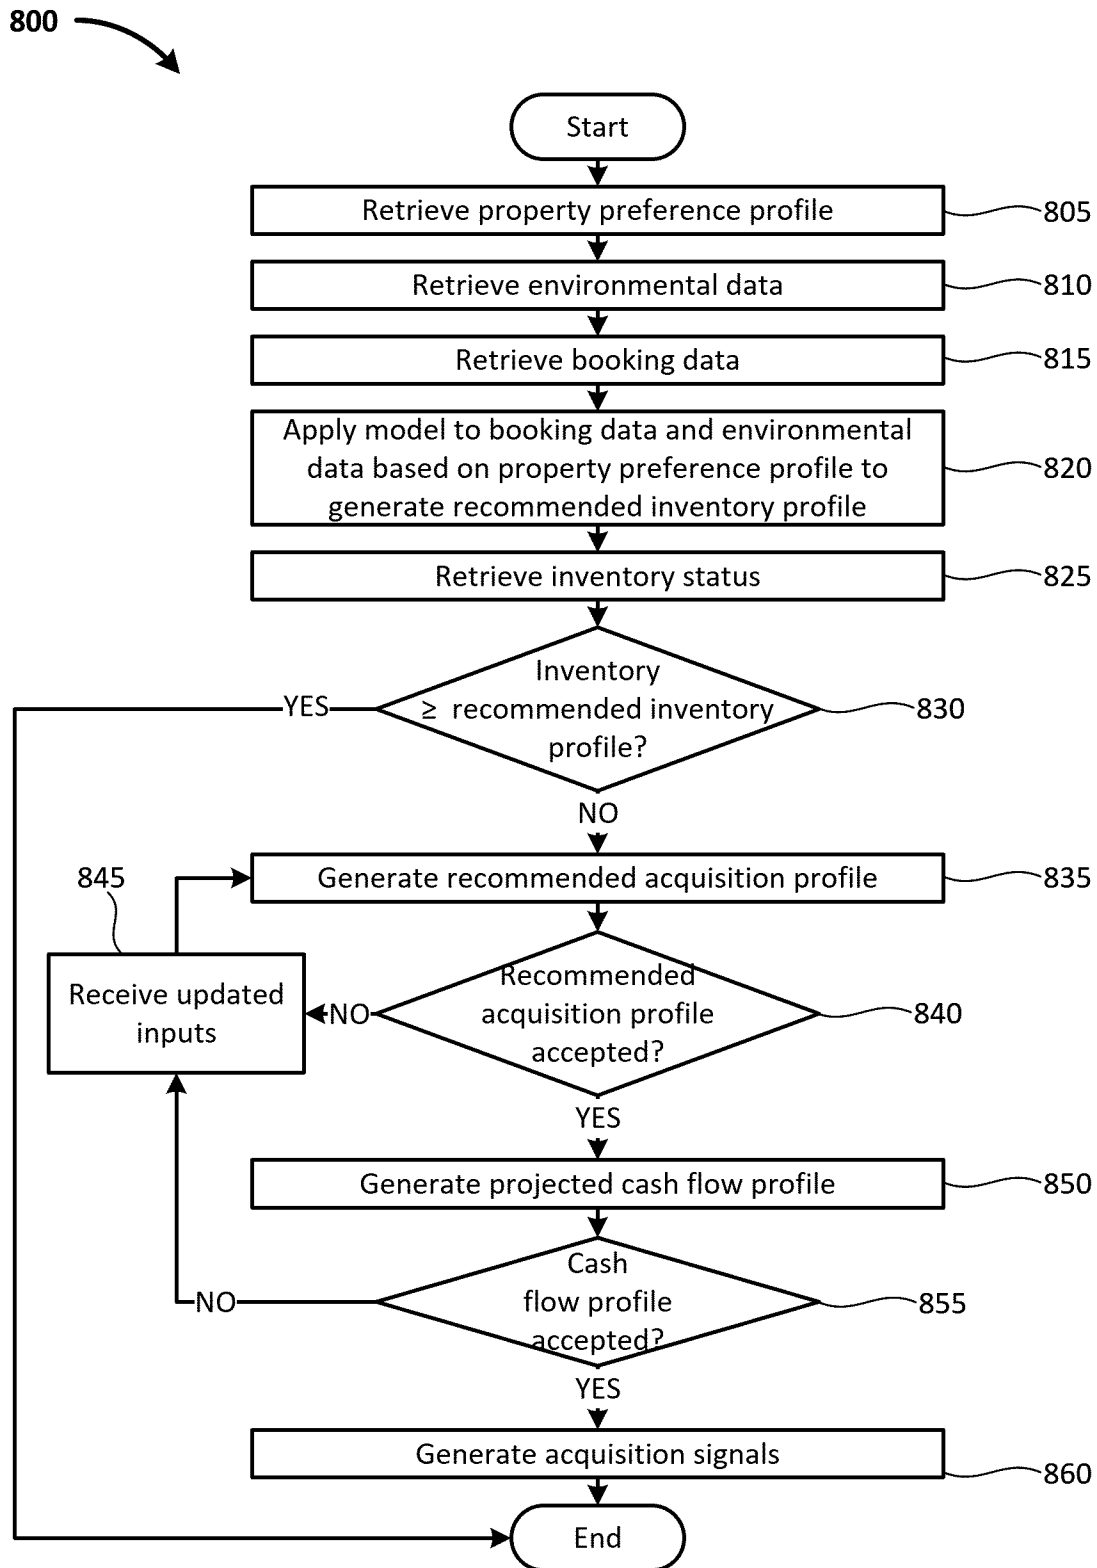 800
Start
Retrieve property preference profile
805
Retrieve environmental data
810
Retrieve booking data
815
Apply model to booking data and environmental
data based on property preference profile to
generate recommended inventory profile
820
Retrieve inventory status
825
Inventory
≥ recommended inventory
profile?
YES
830
NO
Generate recommended acquisition profile
835
845
Receive updated
inputs
NO
Recommended
acquisition profile
accepted?
840
YES
Generate projected cash flow profile
850
Cash
flow profile
accepted?
NO
855
YES
Generate acquisition signals
860
End